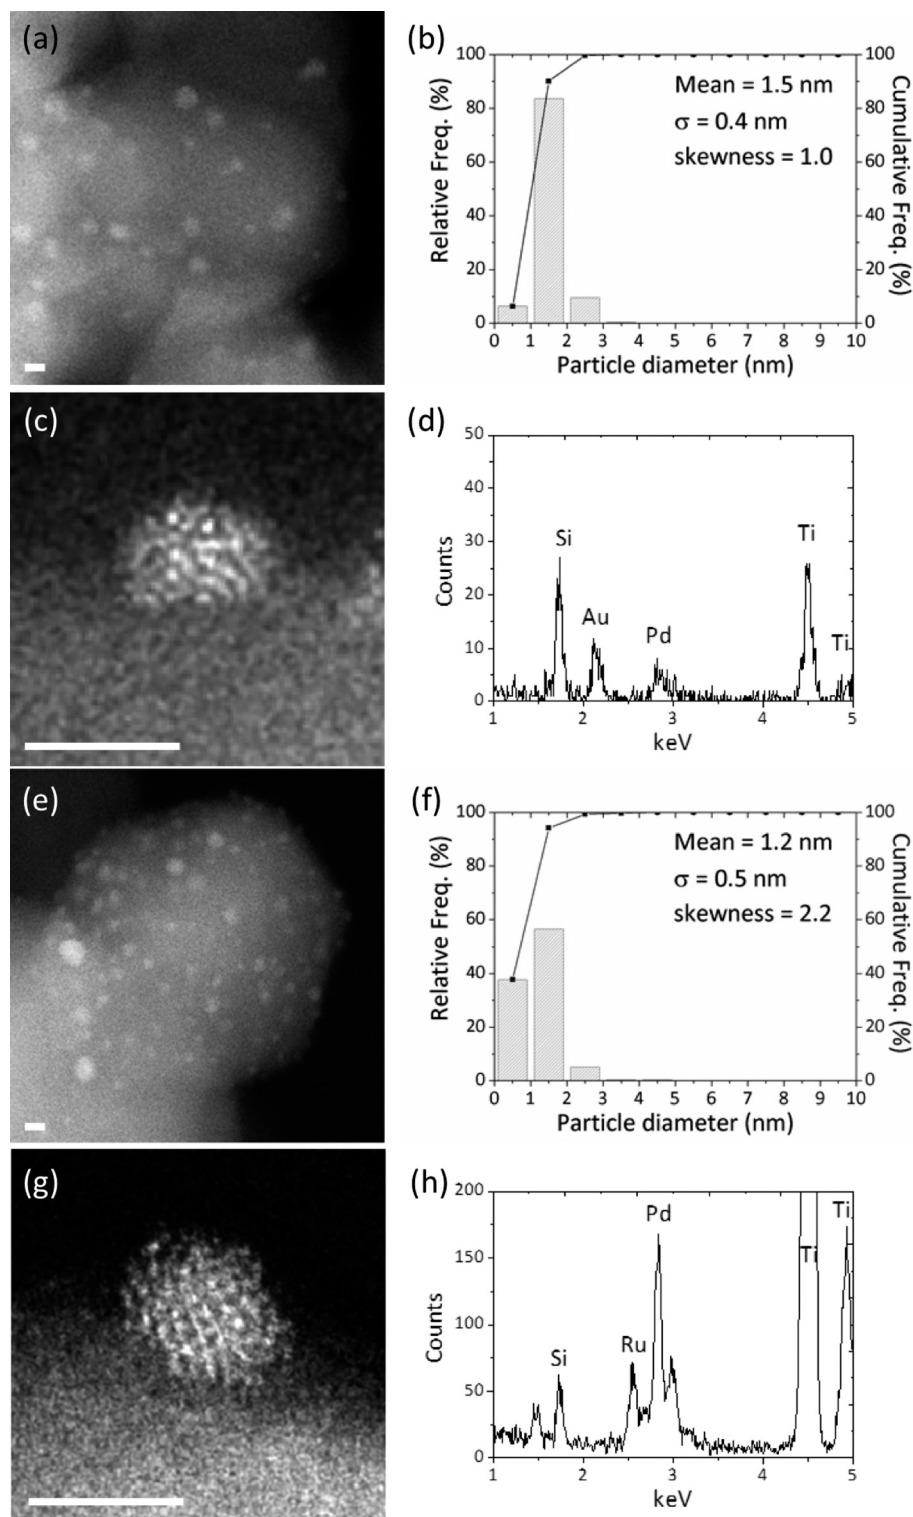 (a)
(b)
100
80
60
40
20
0
Relative Freq. (%)
Mean = 1.5 nm
σ = 0.4 nm
skewness = 1.0
100
80
60
40
20
0
Cumulative Freq. (%)
0 1 2 3 4 5 6 7 8 9 10
Particle diameter (nm)
(c)
(d)
50
40
30
20
10
0
Counts
Si
Au
Pd
Ti
Ti
1 2 3 4 5
keV
(e)
(f)
100
80
60
40
20
0
Relative Freq. (%)
Mean = 1.2 nm
σ = 0.5 nm
skewness = 2.2
100
80
60
40
20
0
Cumulative Freq. (%)
0 1 2 3 4 5 6 7 8 9 10
Particle diameter (nm)
(g)
(h)
200
150
100
50
0
Counts
Si
Ru
Pd
Ti
Ti
1 2 3 4 5
keV